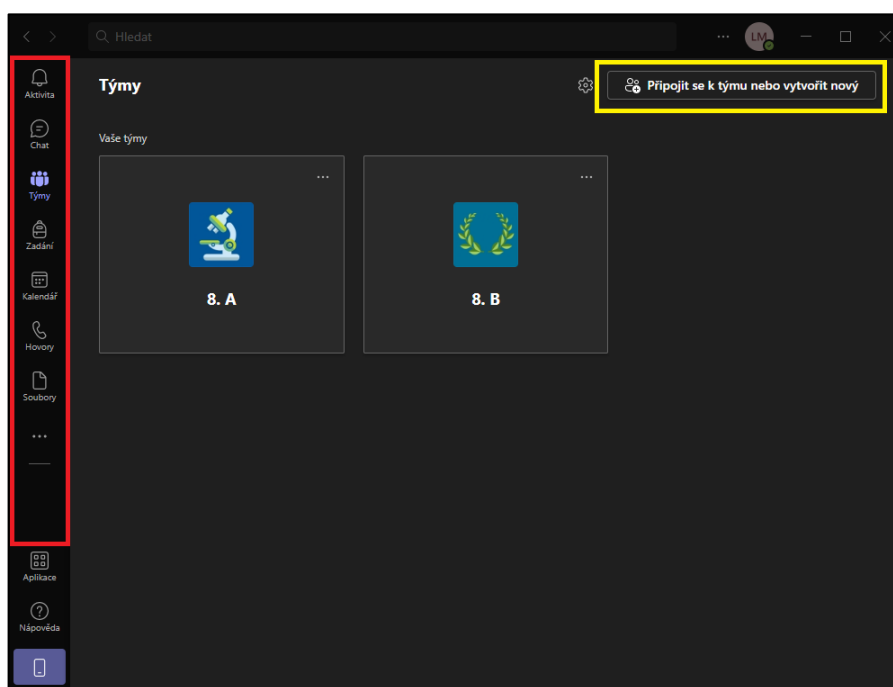 Hledat
LM
Aktivita
Chat
Týmy
Zadání
Kalendář
Hovory
Soubory
Aplikace
Nápověda
Týmy
Připojit se k týmu nebo vytvořit nový
Vaše týmy
8. A
8. B